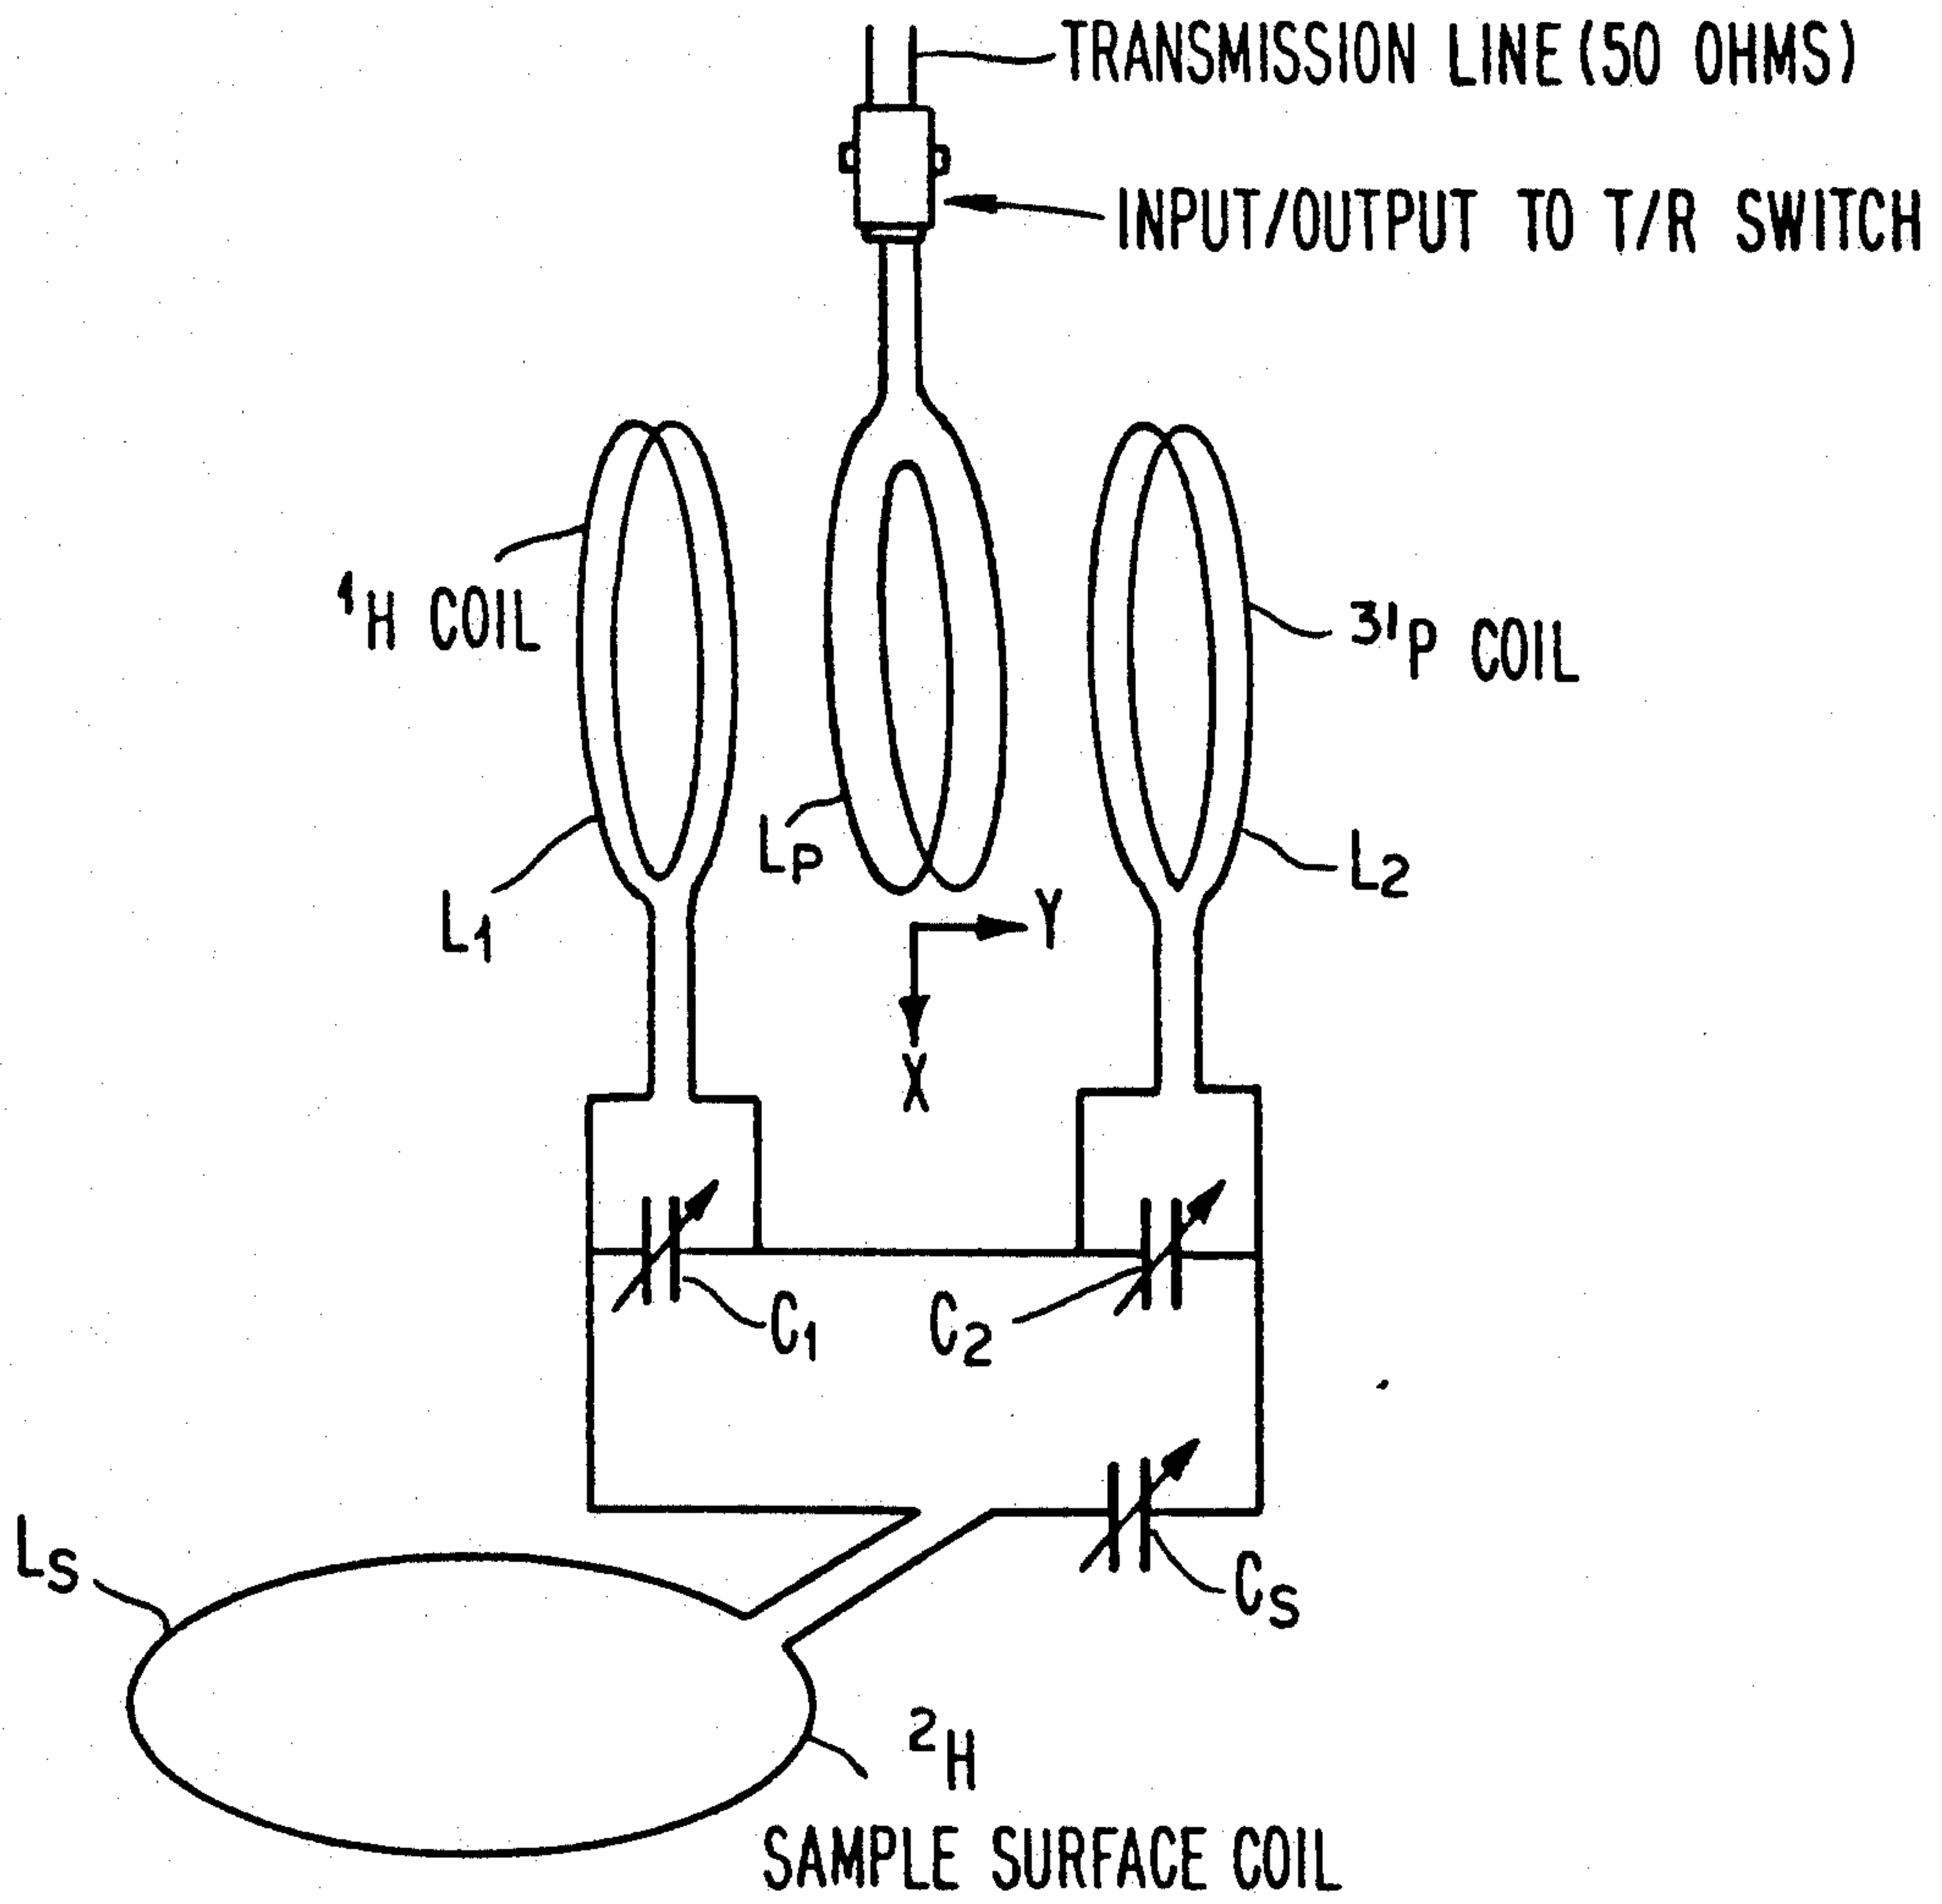 TRANSMISSION LINE (50 OHMS)
INPUT/OUTPUT TO T/R SWITCH
¹H COIL
³¹P COIL
LP
L1
L2
Y
X
C1
C2
LS
CS
²H
SAMPLE SURFACE COIL